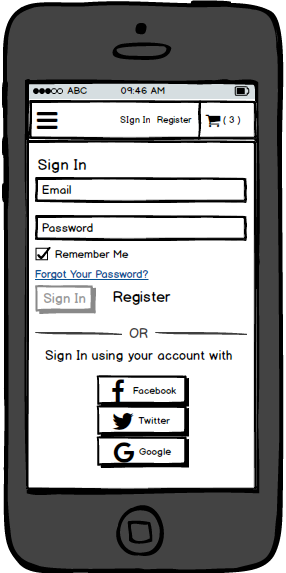 ABC 09:46 AM
SIgn In Register ( 3 )
Sign In
Email
Password
Remember Me
Forgot Your Password?
Sign In Register
OR
Sign In using your account with
Facebook
Twitter
Google